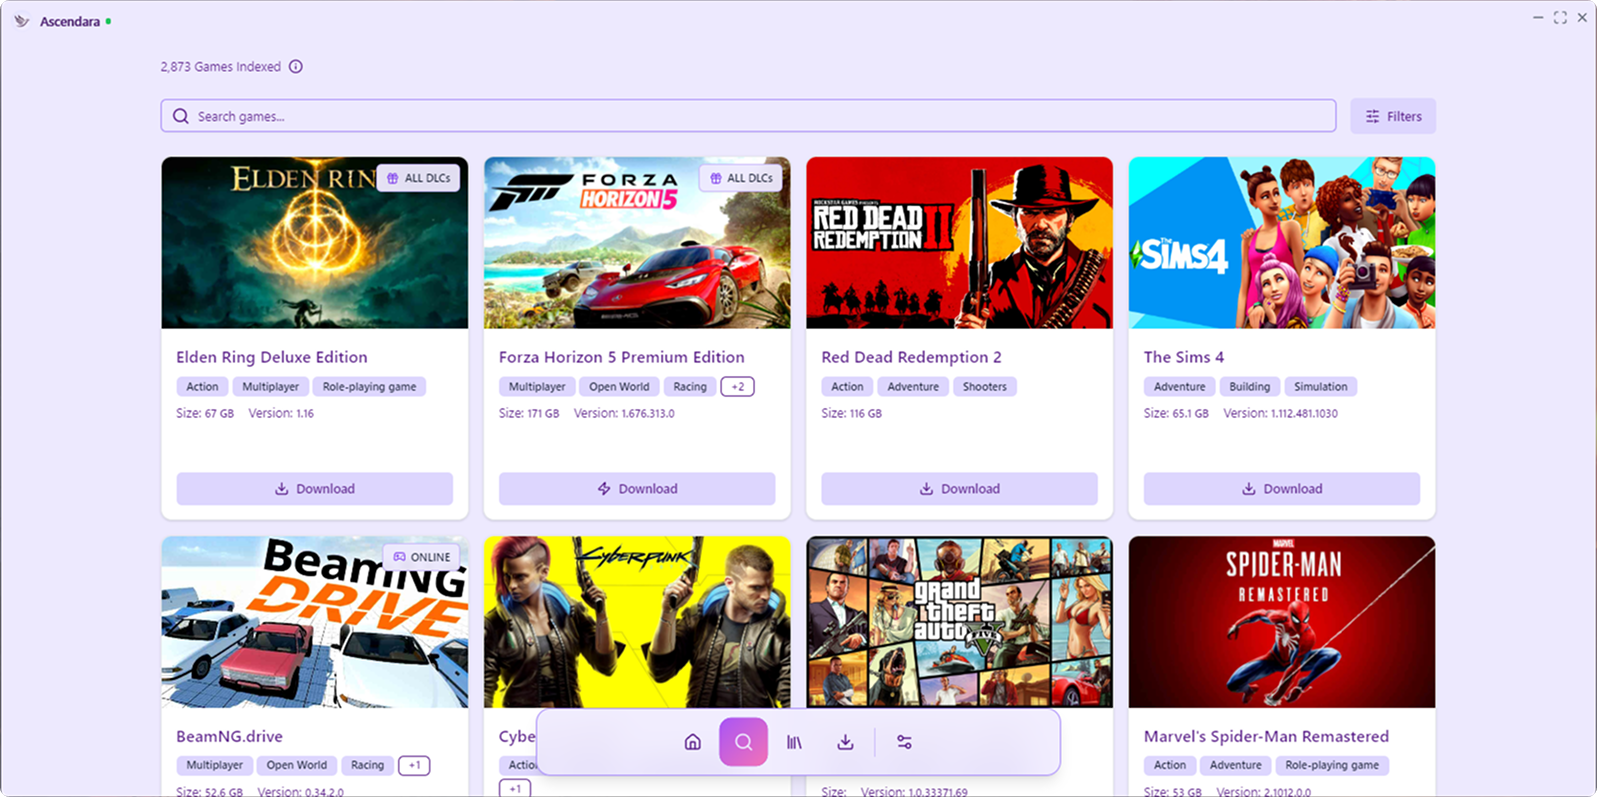 Ascendara
2,873 Games Indexed
Search games...
Filters
ELDEN RIN
ALL DLCs
FORZA
HORIZON 5
ALL DLCs
ROCKSTAR GAMES PRESENTS
RED DEAD
REDEMPTION II
The
SIMS 4
Elden Ring Deluxe Edition
Action Multiplayer Role-playing game
Size: 67 GB Version: 1.16
Download
Forza Horizon 5 Premium Edition
Multiplayer Open World Racing +2
Size: 171 GB Version: 1.676.313.0
Download
Red Dead Redemption 2
Action Adventure Shooters
Size: 116 GB
Download
The Sims 4
Adventure Building Simulation
Size: 65.1 GB Version: 1.112.481.1030
Download
BeamNG
DRIVE
ONLINE
CYBERPUNK
grand
theft
auto
FIVE
MARVEL
SPIDER-MAN
REMASTERED
BeamNG.drive
Multiplayer Open World Racing +1
Size: 52.6 GB Version: 0.34.2.0
Cybe
Actio
+1
Size: Version: 1.0.33371.69
Marvel's Spider-Man Remastered
Action Adventure Role-playing game
Size: 53 GB Version: 2.1012.0.0